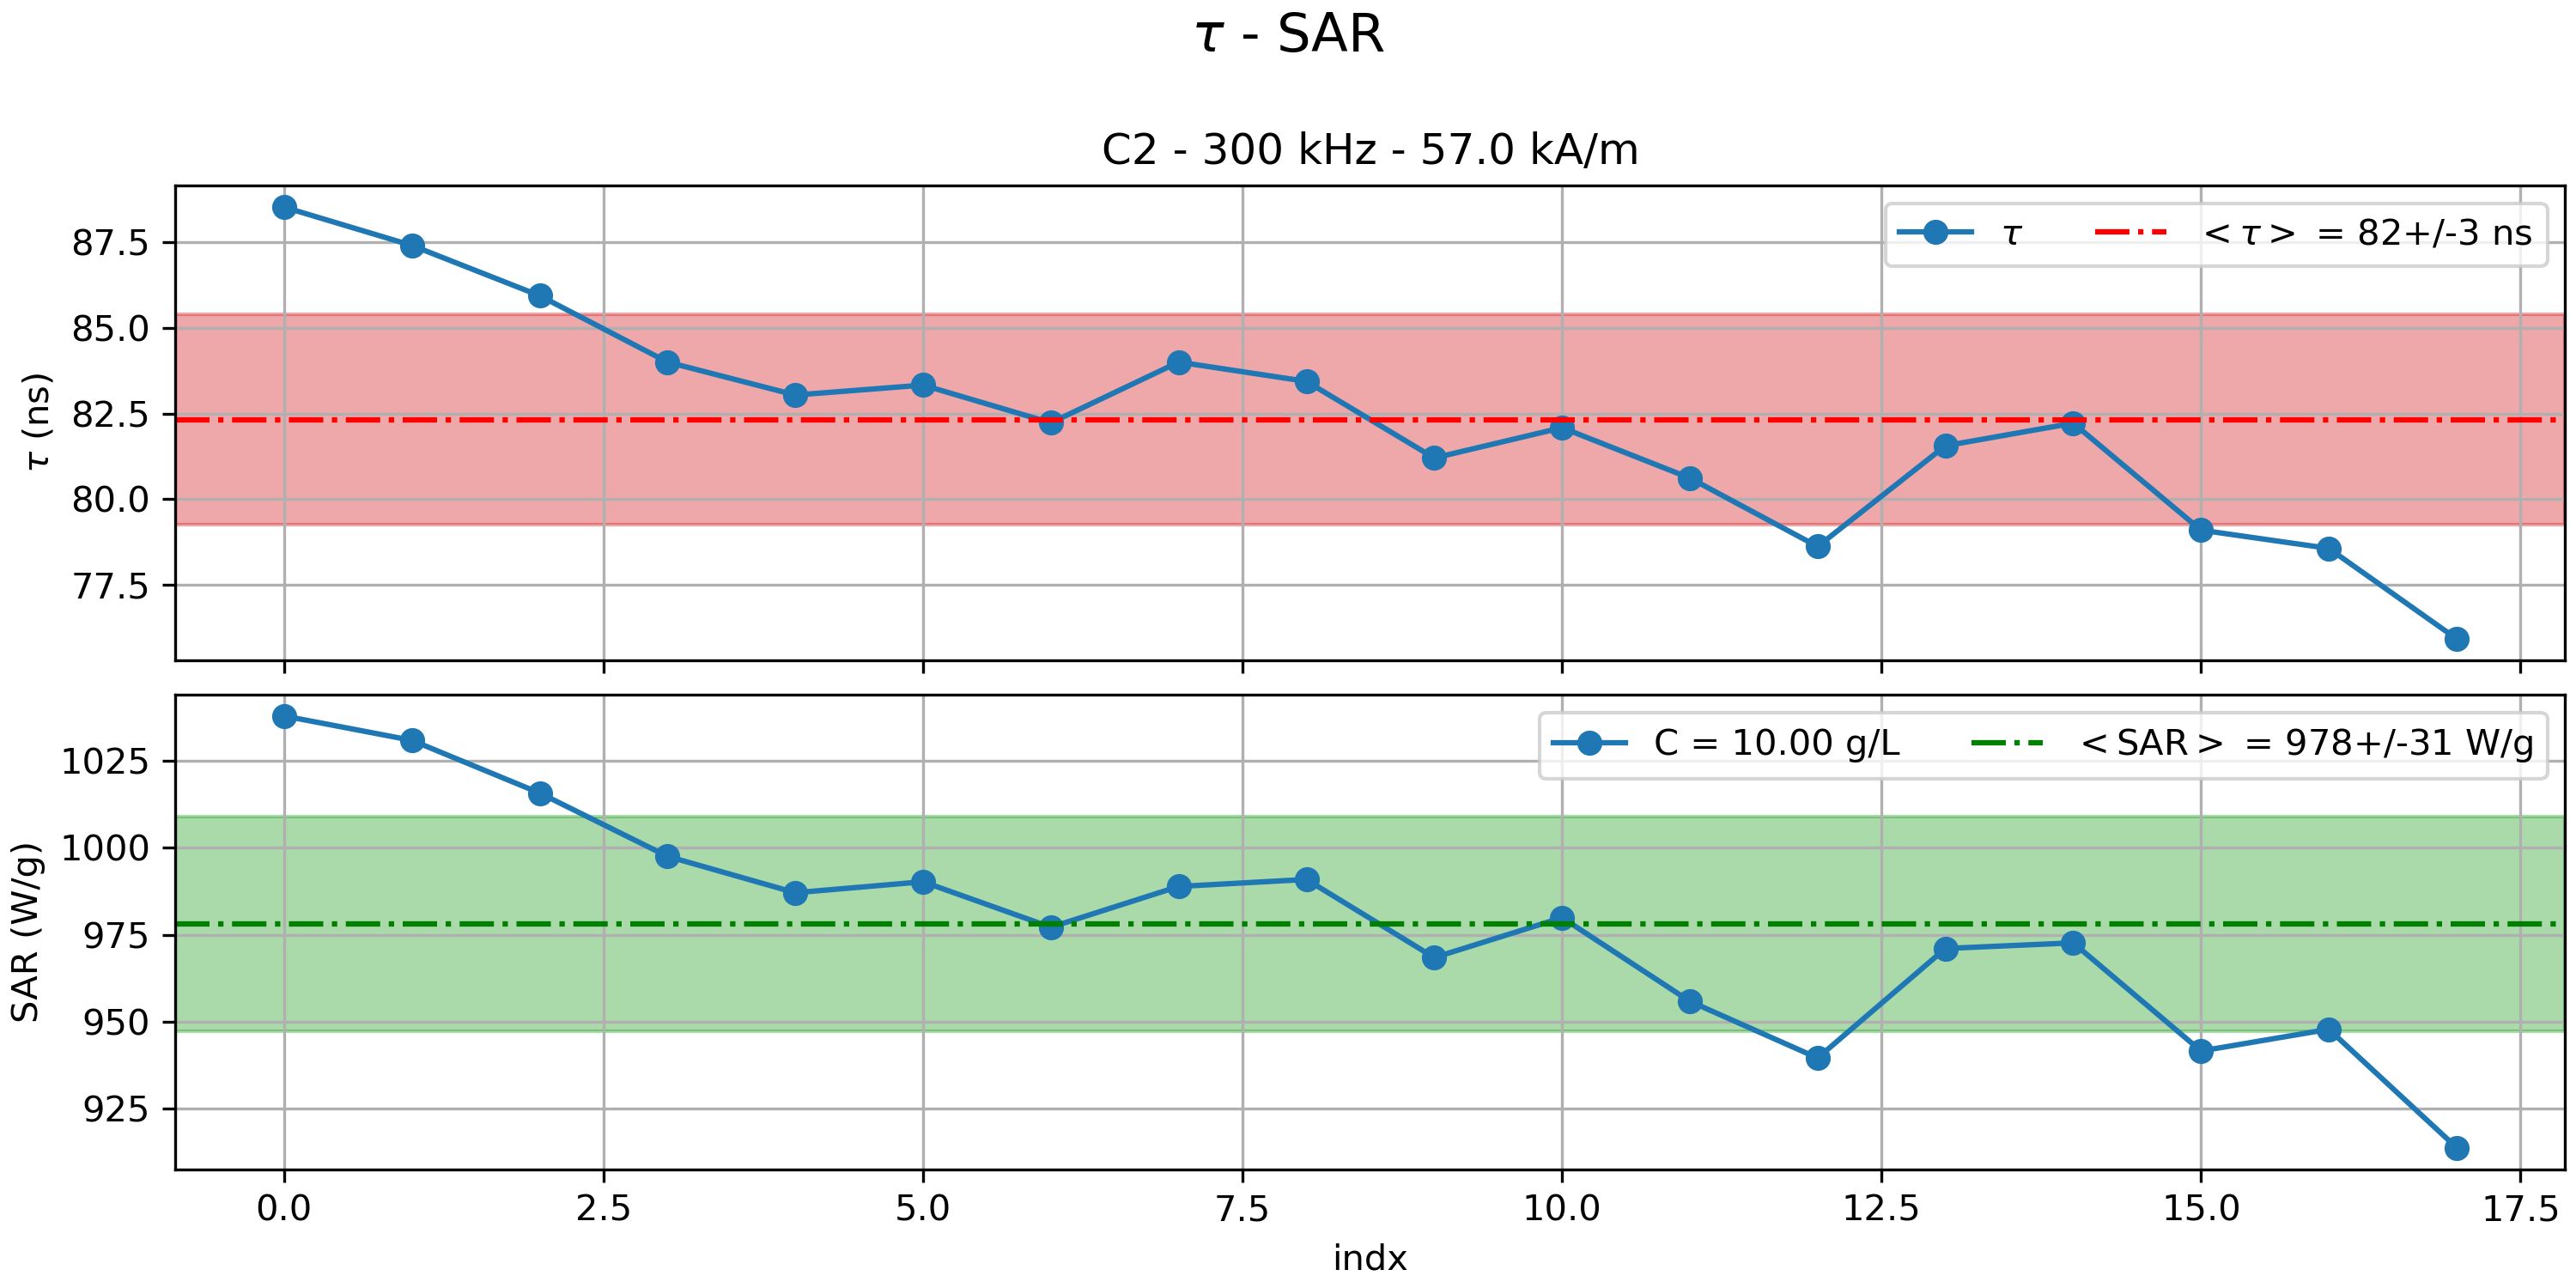 τ - SAR
C2 - 300 kHz - 57.0 kA/m
τ
<τ> = 82+/-3 ns
87.5
85.0
82.5
80.0
77.5
τ (ns)
C = 10.00 g/L
<SAR> = 978+/-31 W/g
1025
1000
975
950
925
SAR (W/g)
0.0 2.5 5.0 7.5 10.0 12.5 15.0 17.5
indx